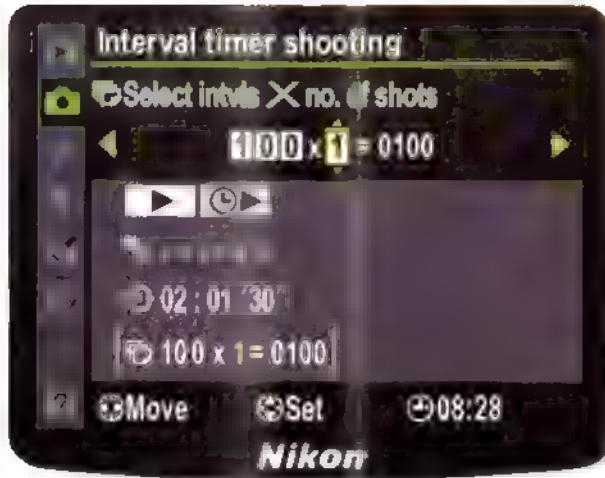 Interval timer shooting
Select intvls × no. of shots
100 x 1 = 0100
02 : 01 '30"
100 x 1 = 0100
?
Move Set 08:28
Nikon